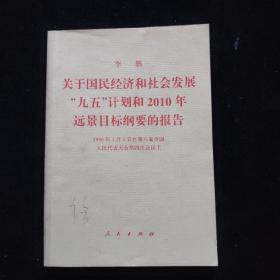 李 鹏
关于国民经济和社会发展
“九五”计划和2010年
远景目标纲要的报告
1996年3月5日在第八届全国
人民代表大会第四次会议上
人民出版社